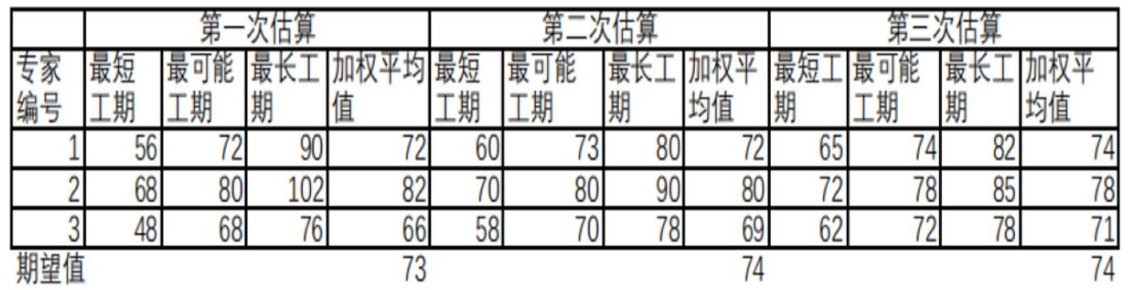 第一次估算 第二次估算 第三次估算
专家编号 最短工期 最可能工期 最长工期 加权平均值 最短工期 最可能工期 最长工期 加权平均值 最短工期 最可能工期 最长工期 加权平均值
1 56 72 90 72 60 73 80 72 65 74 82 74
2 68 80 102 82 70 80 90 80 72 78 85 78
3 48 68 76 66 58 70 78 69 62 72 78 71
期望值 73 74 74